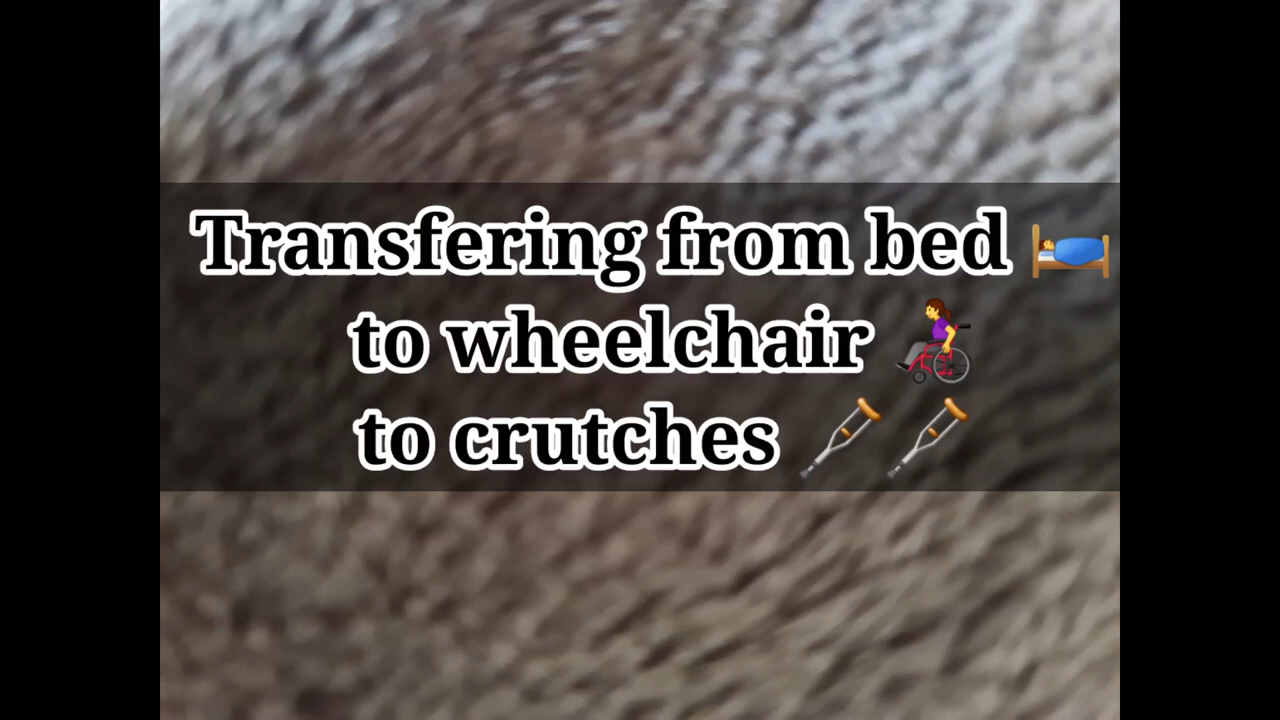 Transfering from bed 🛌
to wheelchair 👩‍🦽
to crutches 🩼🩼